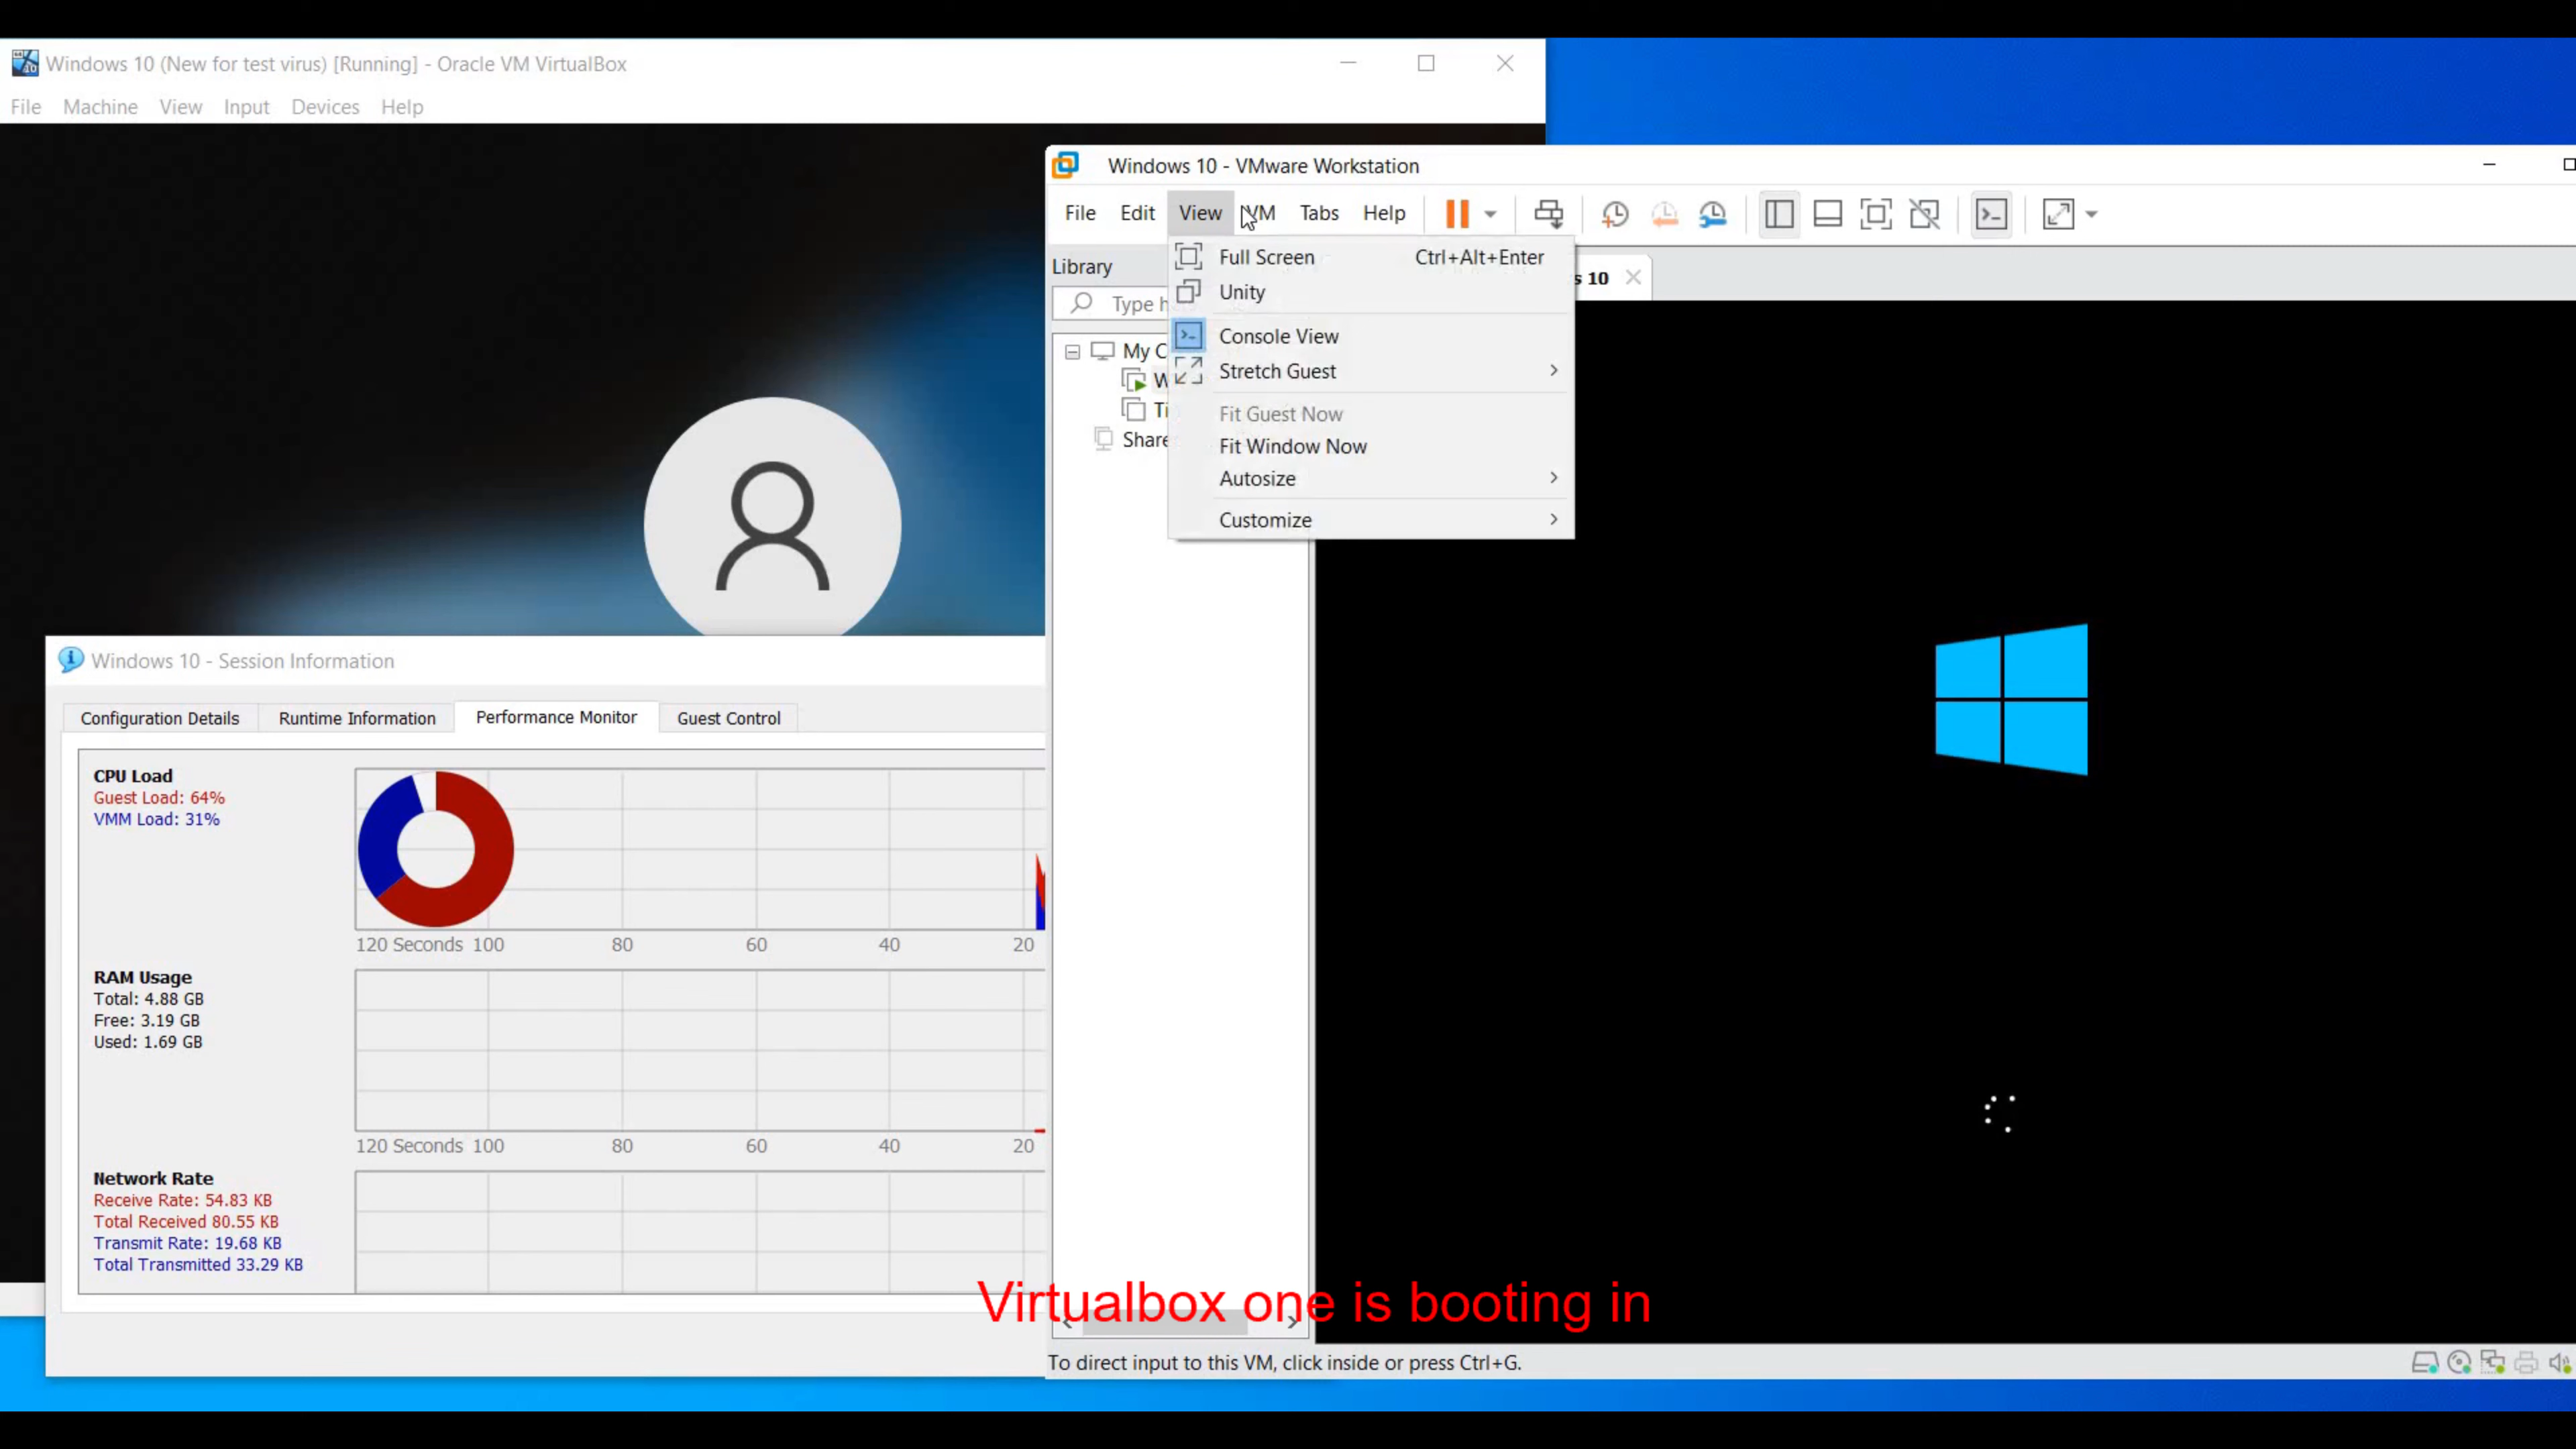 Windows 10 (New for test virus) [Running] - Oracle VM VirtualBox
File Machine View Input Devices Help
Windows 10 - VMware Workstation
File Edit View VM Tabs Help
Library
Type h
My C
W
Ti
Share
Full Screen Ctrl+Alt+Enter
Unity
Console View
Stretch Guest
Fit Guest Now
Fit Window Now
Autosize
Customize
s 10
Windows 10 - Session Information
Configuration Details Runtime Information Performance Monitor Guest Control
CPU Load
Guest Load: 64%
VMM Load: 31%
120 Seconds 100 80 60 40 20
RAM Usage
Total: 4.88 GB
Free: 3.19 GB
Used: 1.69 GB
120 Seconds 100 80 60 40 20
Network Rate
Receive Rate: 54.83 KB
Total Received 80.55 KB
Transmit Rate: 19.68 KB
Total Transmitted 33.29 KB
Virtualbox one is booting in
To direct input to this VM, click inside or press Ctrl+G.